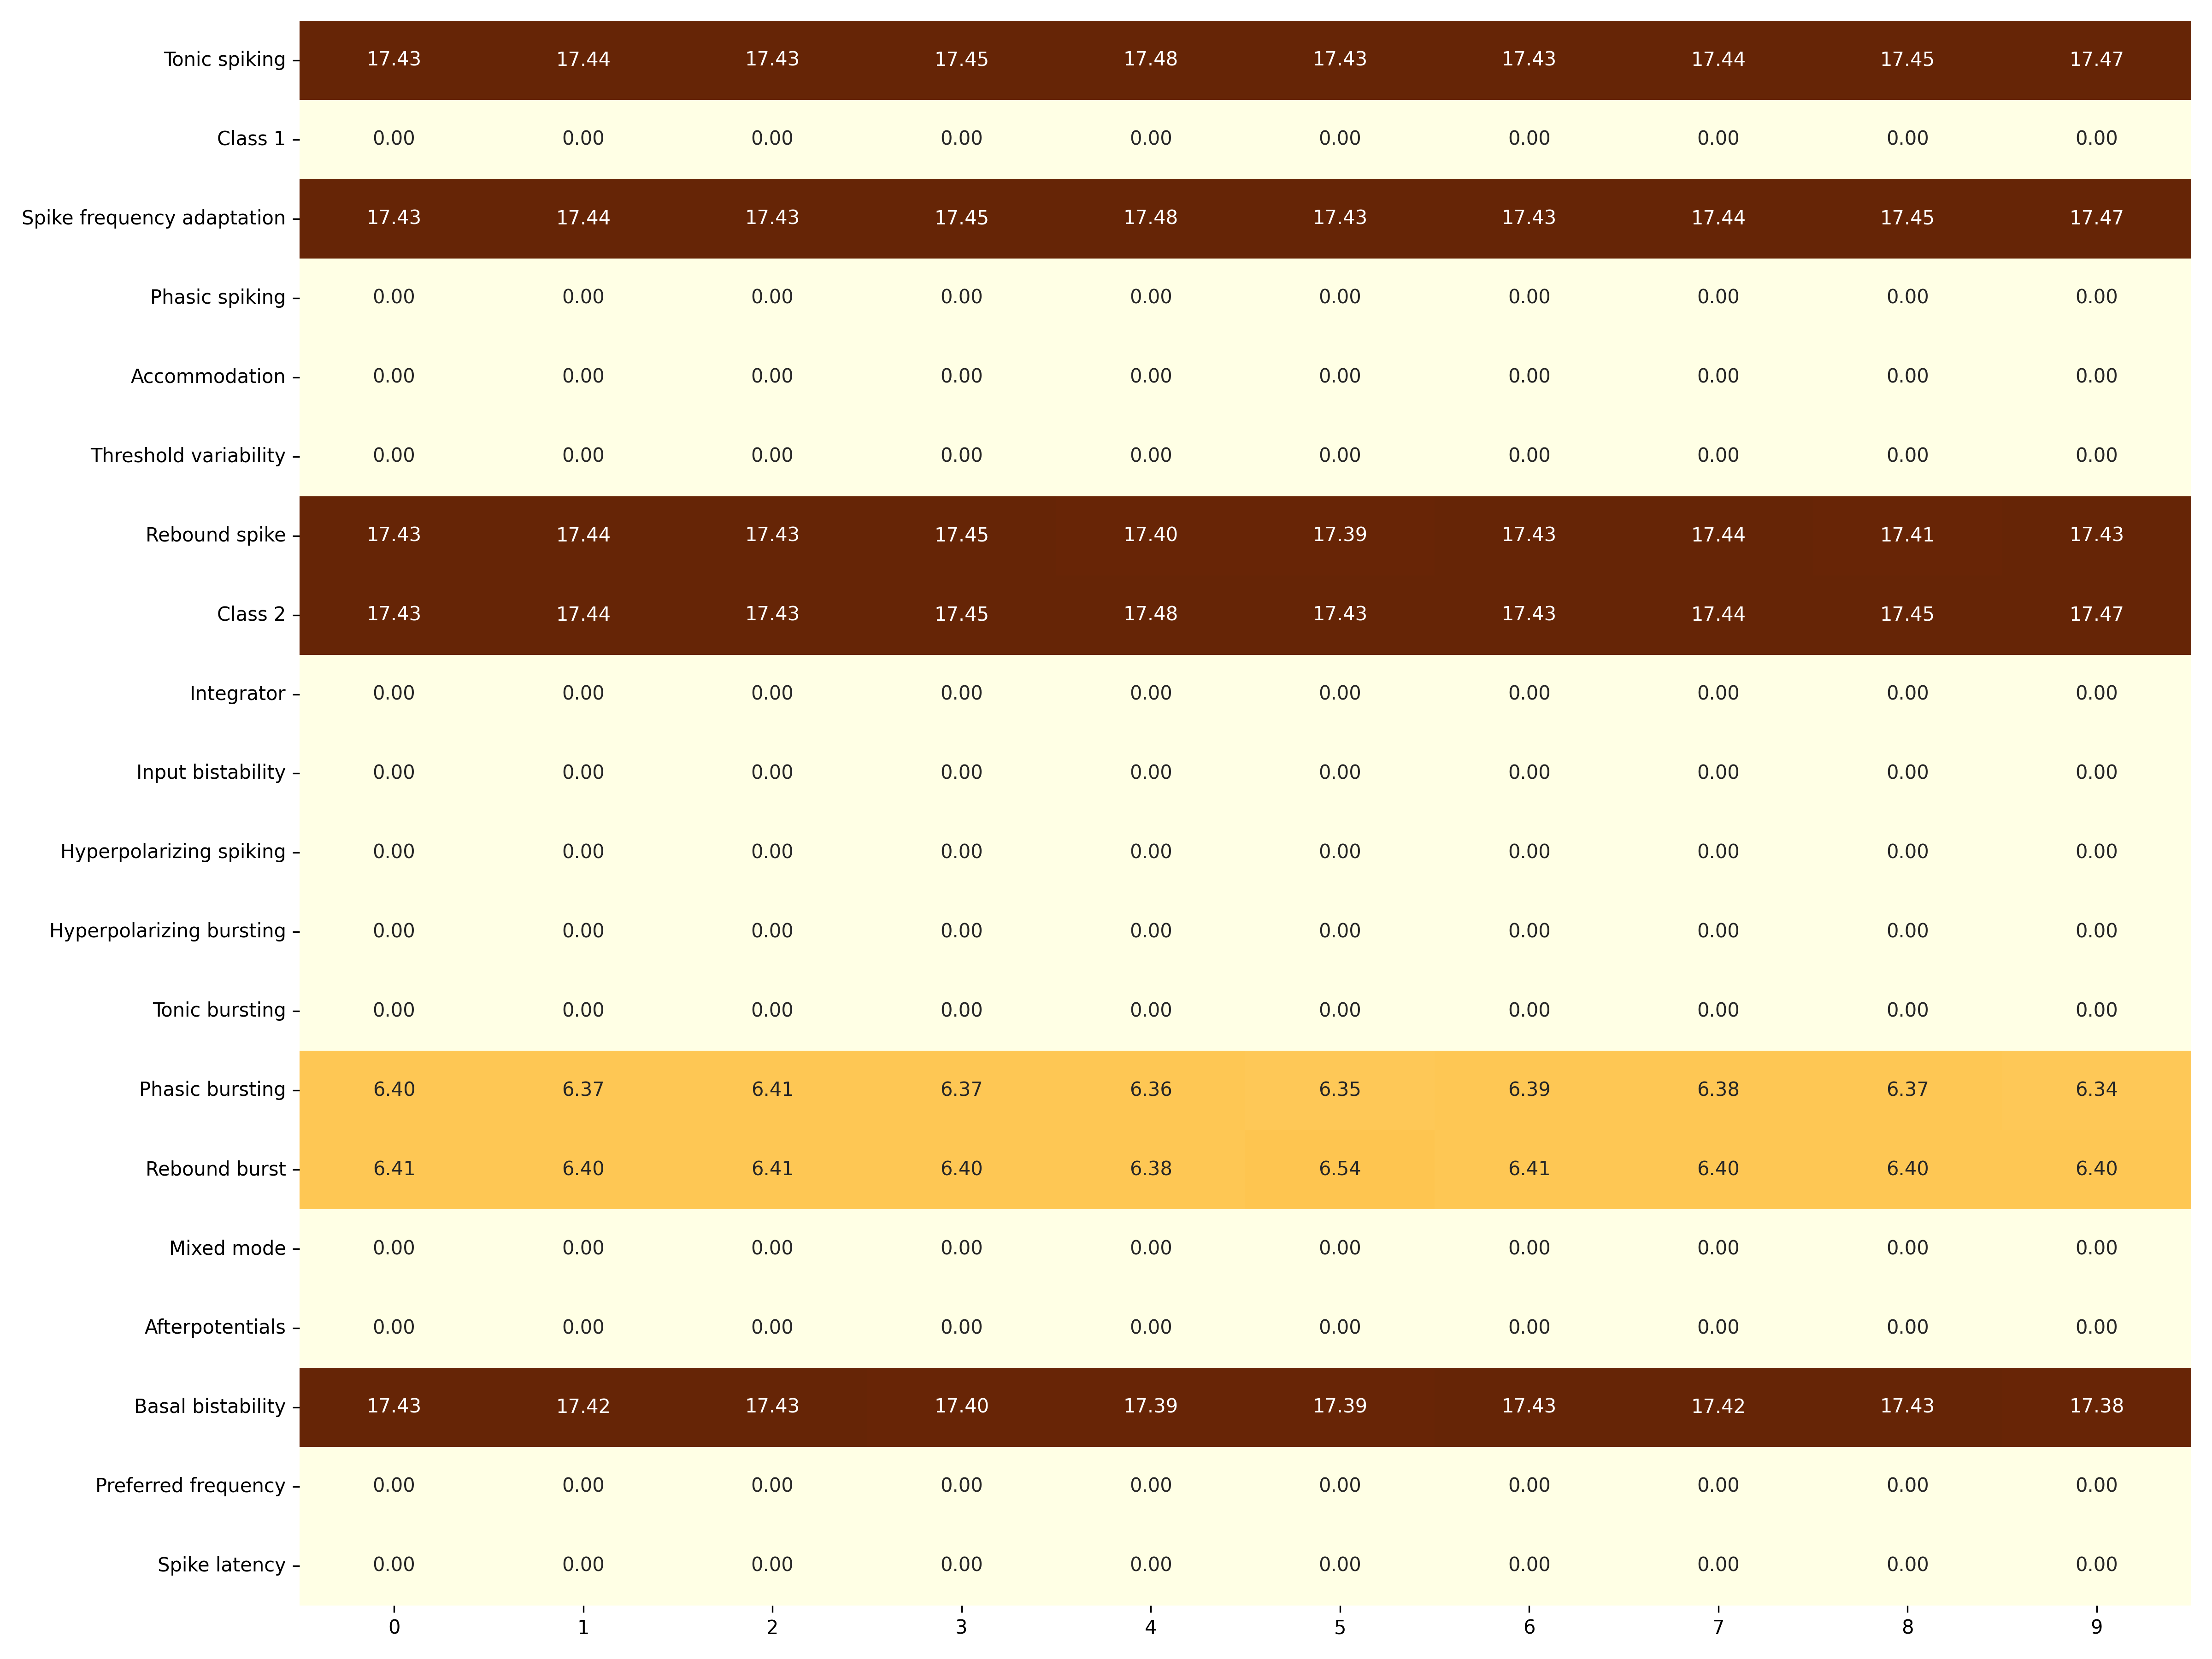 Tonic spiking 17.43 17.44 17.43 17.45 17.48 17.43 17.43 17.44 17.45 17.47
Class 1 0.00 0.00 0.00 0.00 0.00 0.00 0.00 0.00 0.00 0.00
Spike frequency adaptation 17.43 17.44 17.43 17.45 17.48 17.43 17.43 17.44 17.45 17.47
Phasic spiking 0.00 0.00 0.00 0.00 0.00 0.00 0.00 0.00 0.00 0.00
Accommodation 0.00 0.00 0.00 0.00 0.00 0.00 0.00 0.00 0.00 0.00
Threshold variability 0.00 0.00 0.00 0.00 0.00 0.00 0.00 0.00 0.00 0.00
Rebound spike 17.43 17.44 17.43 17.45 17.40 17.39 17.43 17.44 17.41 17.43
Class 2 17.43 17.44 17.43 17.45 17.48 17.43 17.43 17.44 17.45 17.47
Integrator 0.00 0.00 0.00 0.00 0.00 0.00 0.00 0.00 0.00 0.00
Input bistability 0.00 0.00 0.00 0.00 0.00 0.00 0.00 0.00 0.00 0.00
Hyperpolarizing spiking 0.00 0.00 0.00 0.00 0.00 0.00 0.00 0.00 0.00 0.00
Hyperpolarizing bursting 0.00 0.00 0.00 0.00 0.00 0.00 0.00 0.00 0.00 0.00
Tonic bursting 0.00 0.00 0.00 0.00 0.00 0.00 0.00 0.00 0.00 0.00
Phasic bursting 6.40 6.37 6.41 6.37 6.36 6.35 6.39 6.38 6.37 6.34
Rebound burst 6.41 6.40 6.41 6.40 6.38 6.54 6.41 6.40 6.40 6.40
Mixed mode 0.00 0.00 0.00 0.00 0.00 0.00 0.00 0.00 0.00 0.00
Afterpotentials 0.00 0.00 0.00 0.00 0.00 0.00 0.00 0.00 0.00 0.00
Basal bistability 17.43 17.42 17.43 17.40 17.39 17.39 17.43 17.42 17.43 17.38
Preferred frequency 0.00 0.00 0.00 0.00 0.00 0.00 0.00 0.00 0.00 0.00
Spike latency 0.00 0.00 0.00 0.00 0.00 0.00 0.00 0.00 0.00 0.00
0 1 2 3 4 5 6 7 8 9